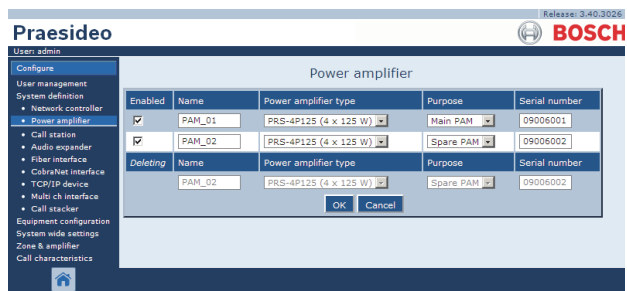 Release: 3.40.3026
Praesideo
BOSCH
User: admin
Configure
User management
System definition
• Network controller
• Power amplifier
• Call station
• Audio expander
• Fiber interface
• CobraNet interface
• TCP/IP device
• Multi ch interface
• Call stacker
Equipment configuration
System wide settings
Zone & amplifier
Call characteristics
Power amplifier
Enabled Name Power amplifier type Purpose Serial number
PAM_01 PRS-4P125 (4 x 125 W) Main PAM 09006001
PAM_02 PRS-4P125 (4 x 125 W) Spare PAM 09006002
Deleting Name Power amplifier type Purpose Serial number
PAM_02 PRS-4P125 (4 x 125 W) Spare PAM 09006002
OK Cancel